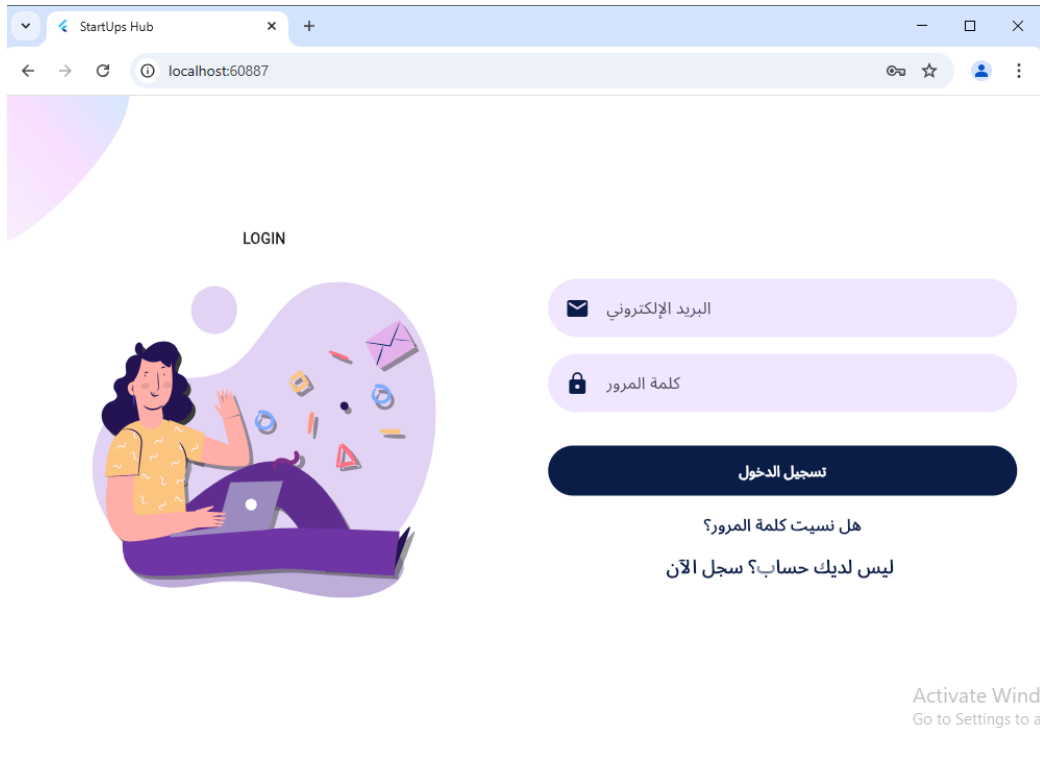 StartUps Hub
localhost:60887
LOGIN
البريد الإلكتروني
كلمة المرور
تسجيل الدخول
هل نسيت كلمة المرور؟
ليس لديك حساب؟ سجل الآن
Activate Wind
Go to Settings to a